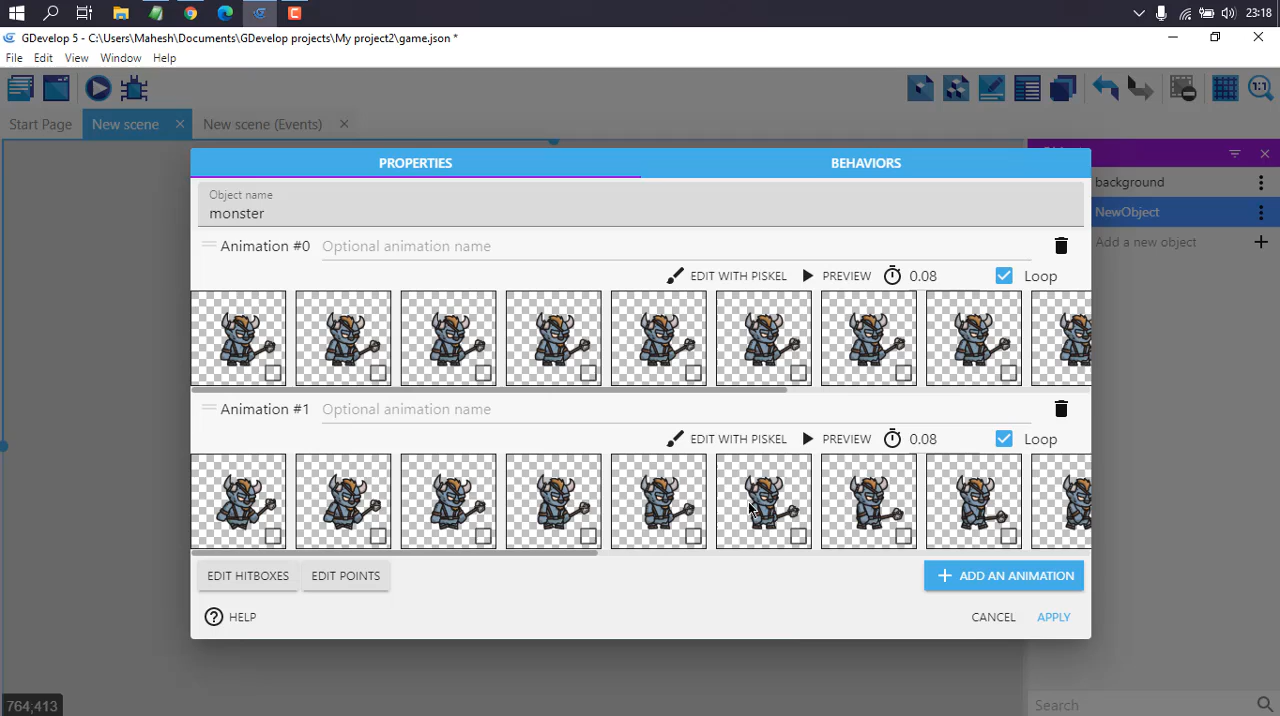 23:18
GDevelop 5 - C:\Users\Mahesh\Documents\GDevelop projects\My project2\game.json *
File Edit View Window Help
1:1
Start Page New scene × New scene (Events) ×
PROPERTIES BEHAVIORS
Object name
monster
background
NewObject
Add a new object
Animation #0 Optional animation name
EDIT WITH PISKEL PREVIEW 0.08 Loop
Animation #1 Optional animation name
EDIT WITH PISKEL PREVIEW 0.08 Loop
EDIT HITBOXES EDIT POINTS + ADD AN ANIMATION
HELP CANCEL APPLY
764;413 Search